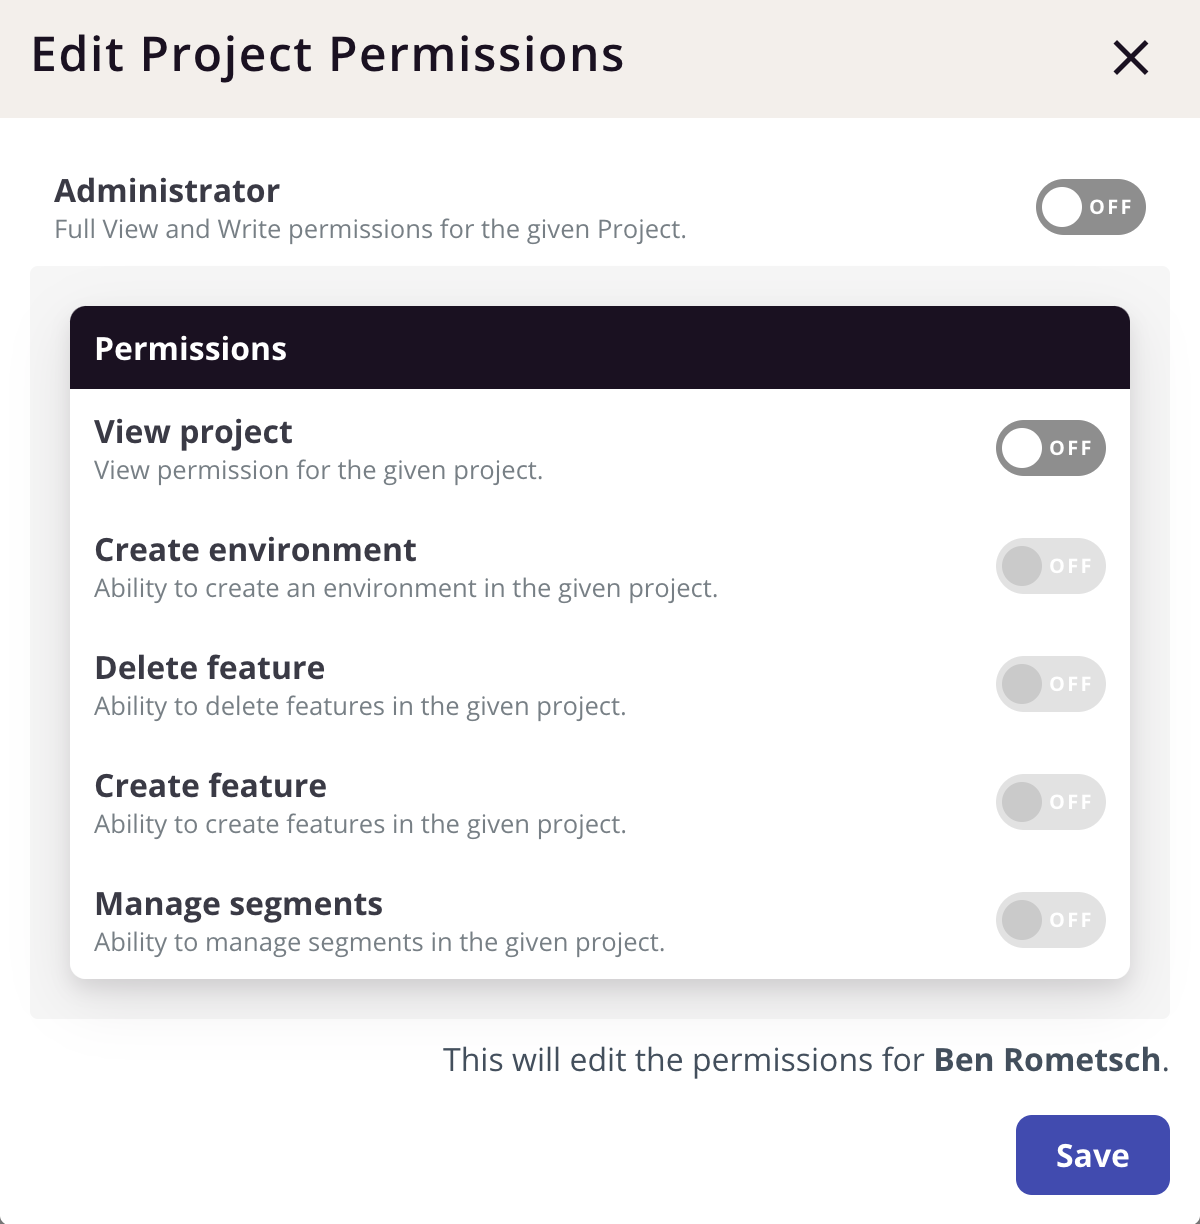 Edit Project Permissions
Administrator
OFF
Full View and Write permissions for the given Project.
Permissions
View project
OFF
View permission for the given project.
Create environment
OFF
Ability to create an environment in the given project.
Delete feature
OFF
Ability to delete features in the given project.
Create feature
OFF
Ability to create features in the given project.
Manage segments
OFF
Ability to manage segments in the given project.
This will edit the permissions for Ben Rometsch.
Save